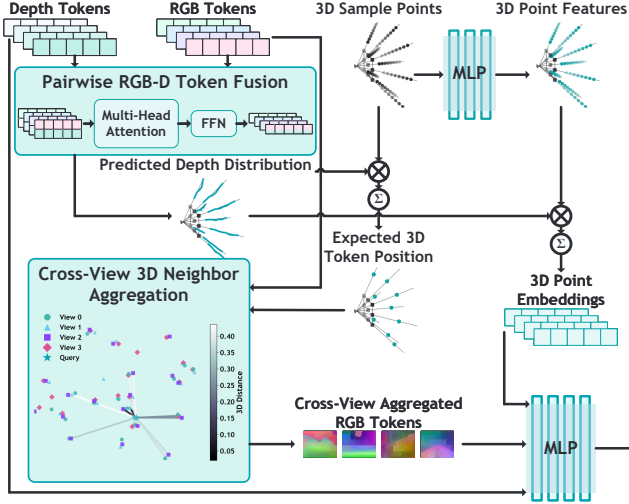 Depth Tokens
RGB Tokens
3D Sample Points
3D Point Features
Pairwise RGB-D Token Fusion
Multi-Head
Attention
FFN
MLP
Predicted Depth Distribution
Σ
Expected 3D
Token Position
Σ
3D Point
Embeddings
Cross-View 3D Neighbor
Aggregation
View 0
View 1
View 2
View 3
Query
0.40
0.35
0.30
0.25
0.20
0.15
0.10
0.05
3D Distance
Cross-View Aggregated
RGB Tokens
MLP